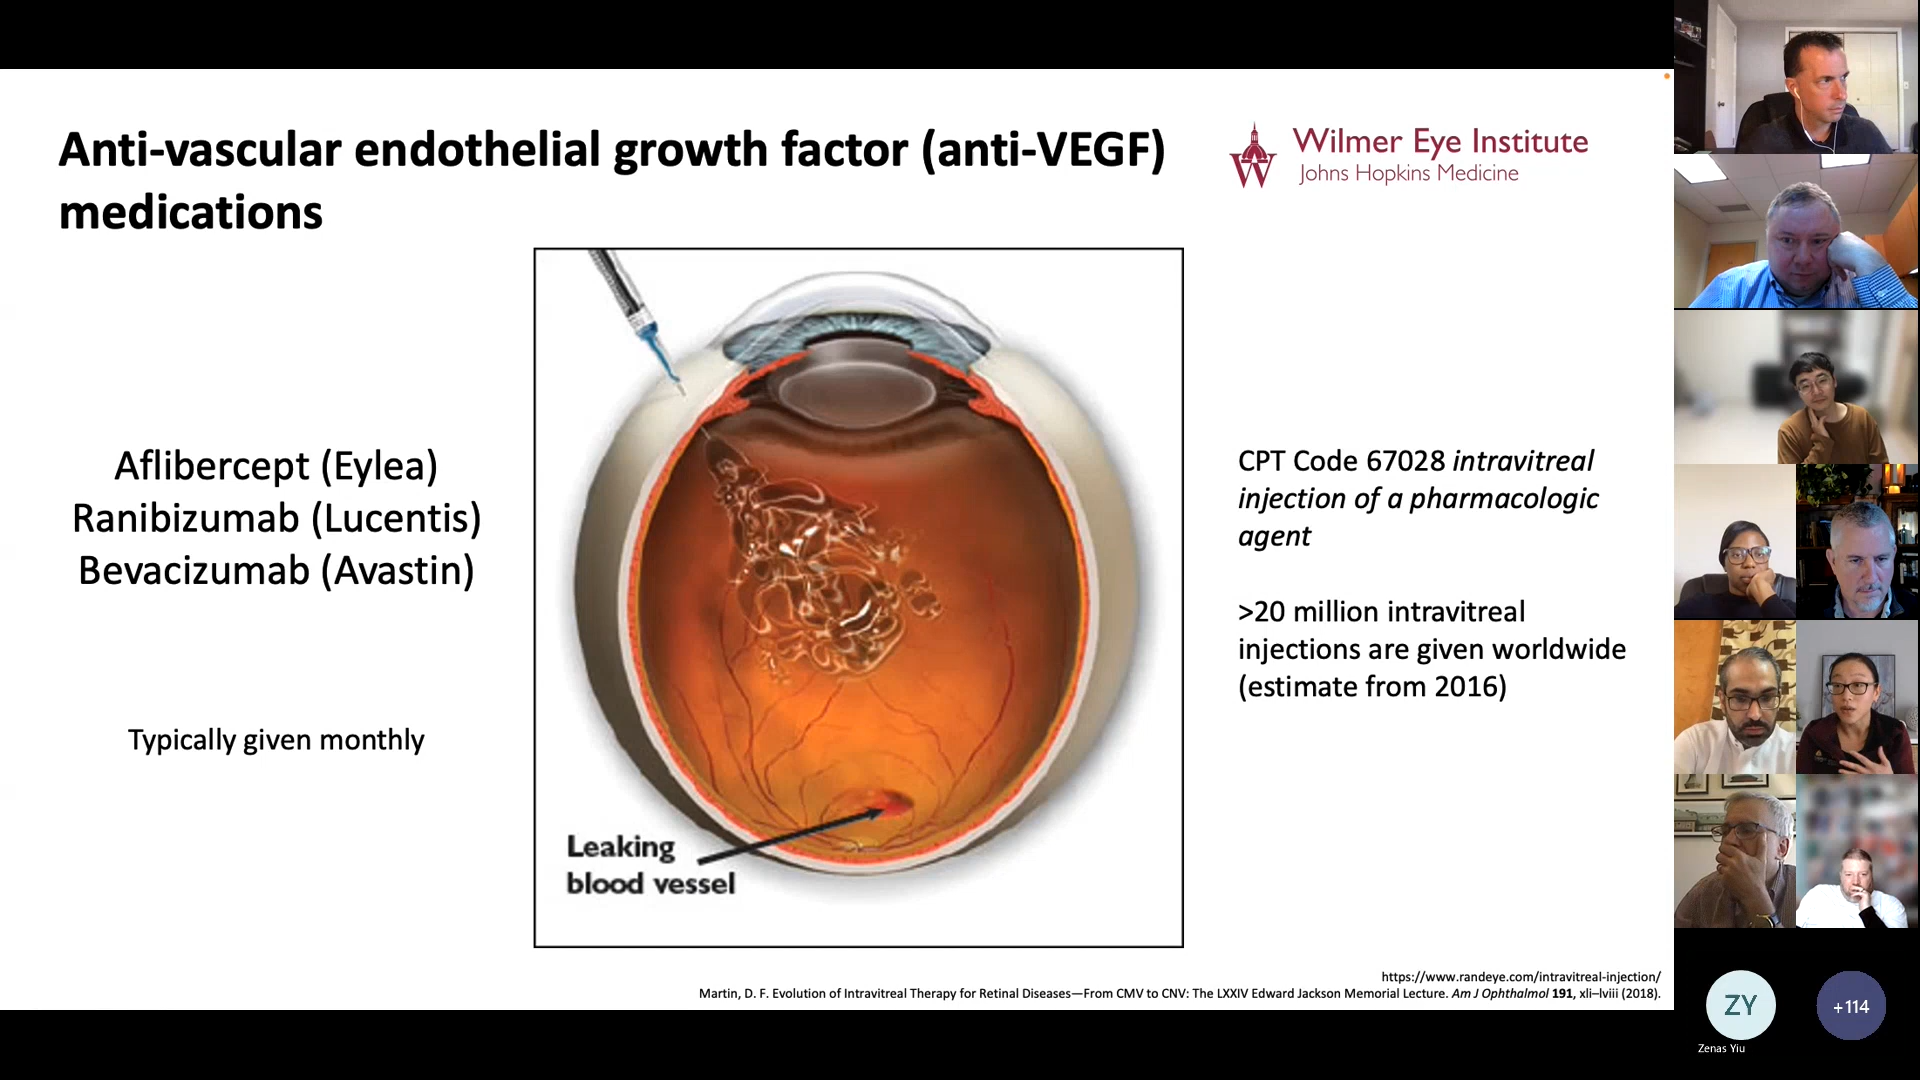 Anti-vascular endothelial growth factor (anti-VEGF)
medications
Wilmer Eye Institute
Johns Hopkins Medicine
Aflibercept (Eylea)
Ranibizumab (Lucentis)
Bevacizumab (Avastin)
Typically given monthly
Leaking
blood vessel
CPT Code 67028 intravitreal
injection of a pharmacologic
agent
>20 million intravitreal
injections are given worldwide
(estimate from 2016)
https://www.randeye.com/intravitreal-injection/
Martin, D. F. Evolution of Intravitreal Therapy for Retinal Diseases—From CMV to CNV: The LXXIV Edward Jackson Memorial Lecture. Am J Ophthalmol 191, xli–lviii (2018).
ZY
Zenas Yiu
+114